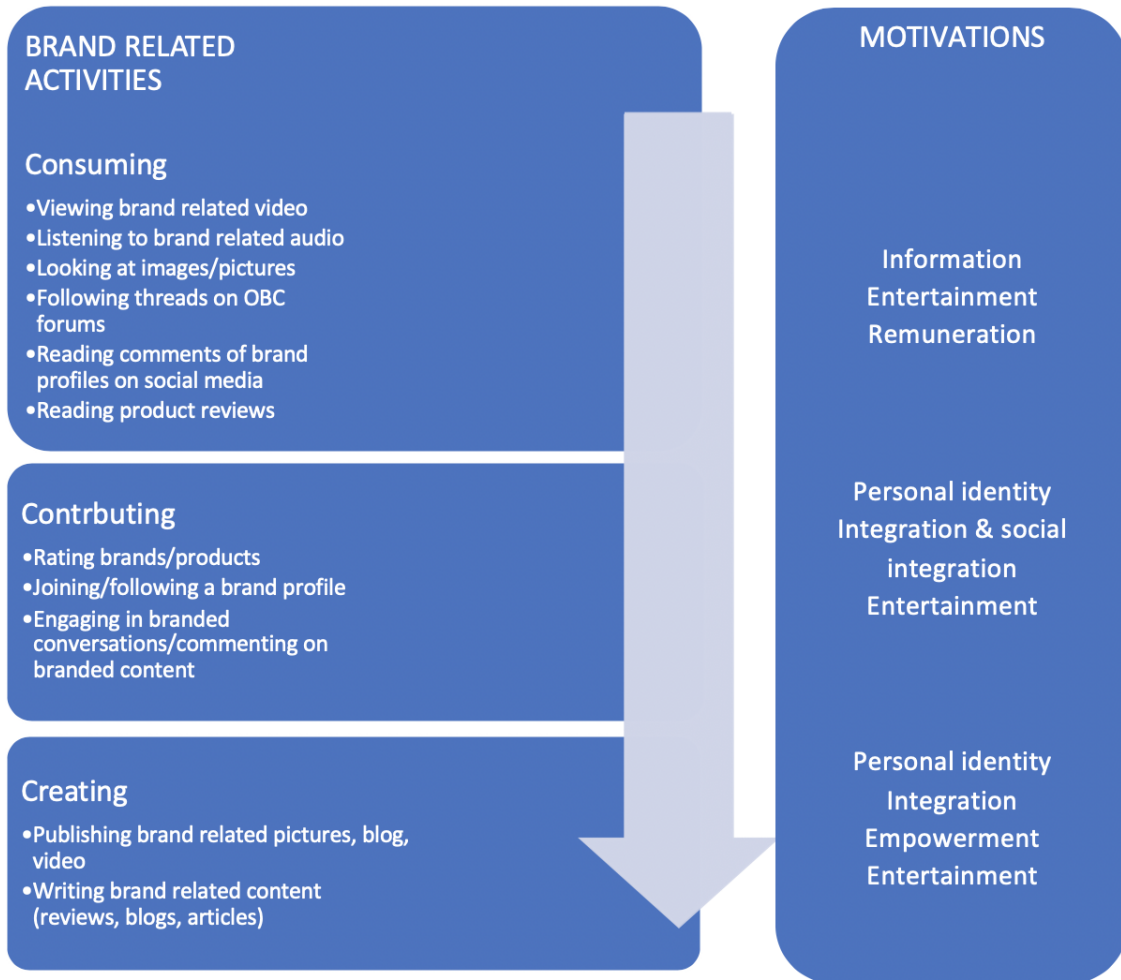 BRAND RELATED
ACTIVITIES
Consuming
•Viewing brand related video
•Listening to brand related audio
•Looking at images/pictures
•Following threads on OBC
forums
•Reading comments of brand
profiles on social media
•Reading product reviews
Contrbuting
•Rating brands/products
•Joining/following a brand profile
•Engaging in branded
conversations/commenting on
branded content
Creating
•Publishing brand related pictures, blog,
video
•Writing brand related content
(reviews, blogs, articles)
MOTIVATIONS
Information
Entertainment
Remuneration
Personal identity
Integration & social
integration
Entertainment
Personal identity
Integration
Empowerment
Entertainment